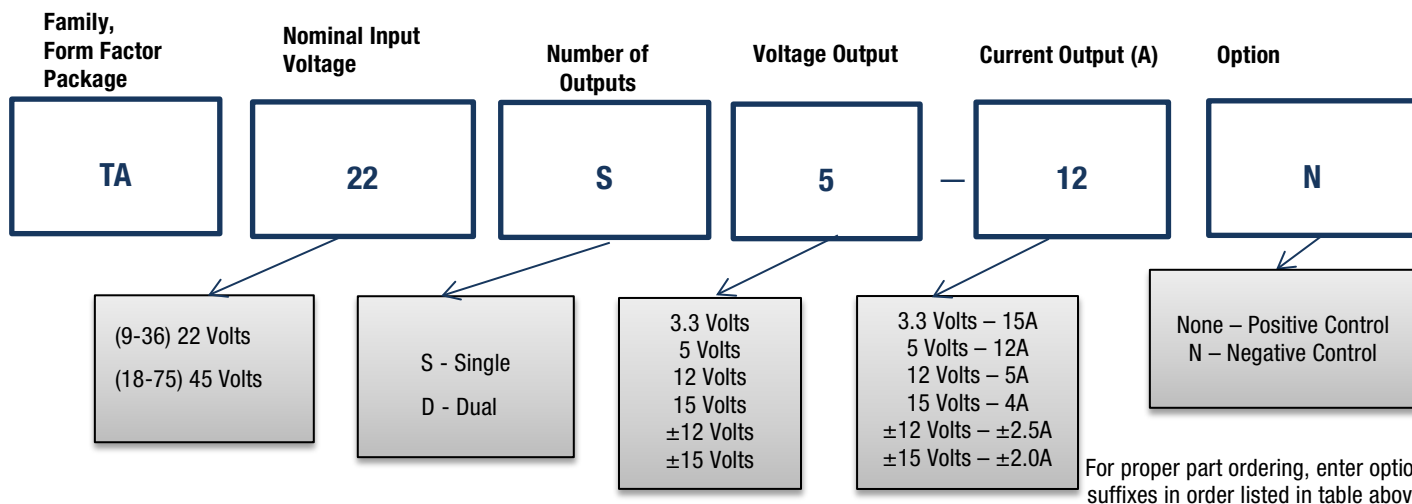 Family,
Form Factor
Package
Nominal Input
Voltage
Number of
Outputs
Voltage Output
Current Output (A)
Option
TA
22
S
5
—
12
N
(9-36) 22 Volts
(18-75) 45 Volts
S - Single
D - Dual
3.3 Volts
5 Volts
12 Volts
15 Volts
±12 Volts
±15 Volts
3.3 Volts – 15A
5 Volts – 12A
12 Volts – 5A
15 Volts – 4A
±12 Volts – ±2.5A
±15 Volts – ±2.0A
None – Positive Control
N – Negative Control
For proper part ordering, enter optio
suffixes in order listed in table abov